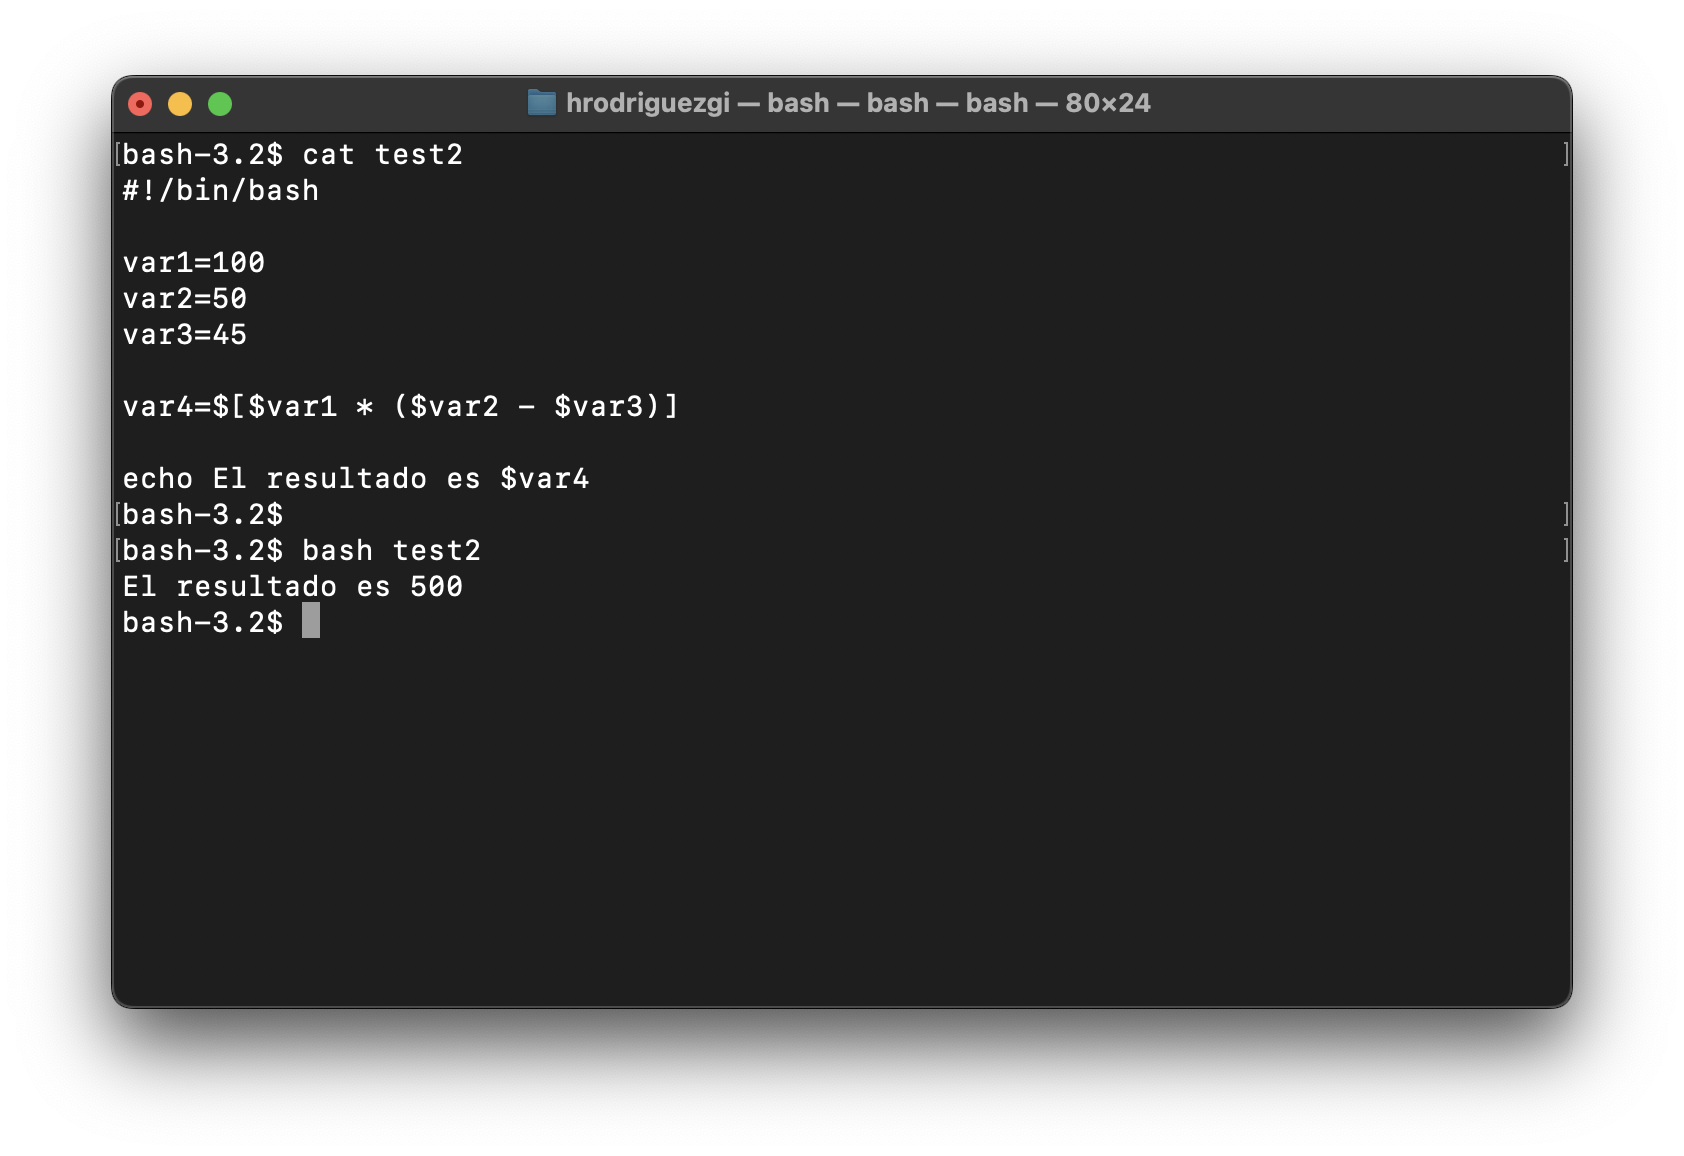 hrodriguezgi — bash — bash — bash — 80×24
[bash-3.2$ cat test2 ]
#!/bin/bash
var1=100
var2=50
var3=45
var4=$[$var1 * ($var2 - $var3)]
echo El resultado es $var4
[bash-3.2$ ]
[bash-3.2$ bash test2 ]
El resultado es 500
bash-3.2$